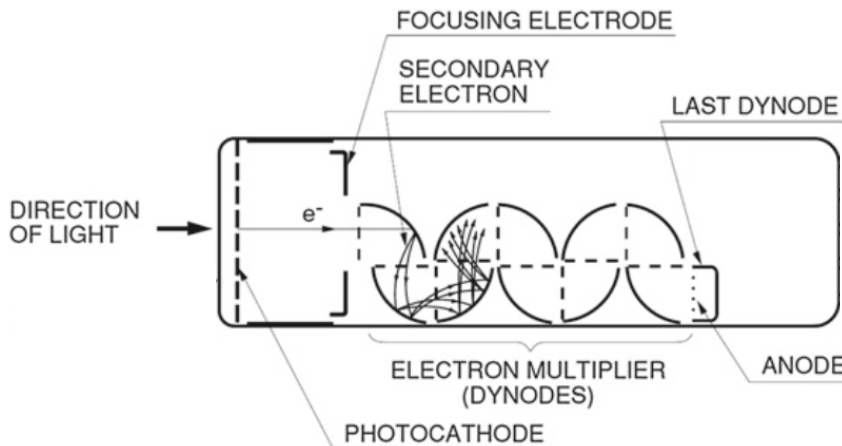 FOCUSING ELECTRODE
SECONDARY
ELECTRON
LAST DYNODE
DIRECTION
OF LIGHT
e-
ANODE
ELECTRON MULTIPLIER
(DYNODES)
PHOTOCATHODE